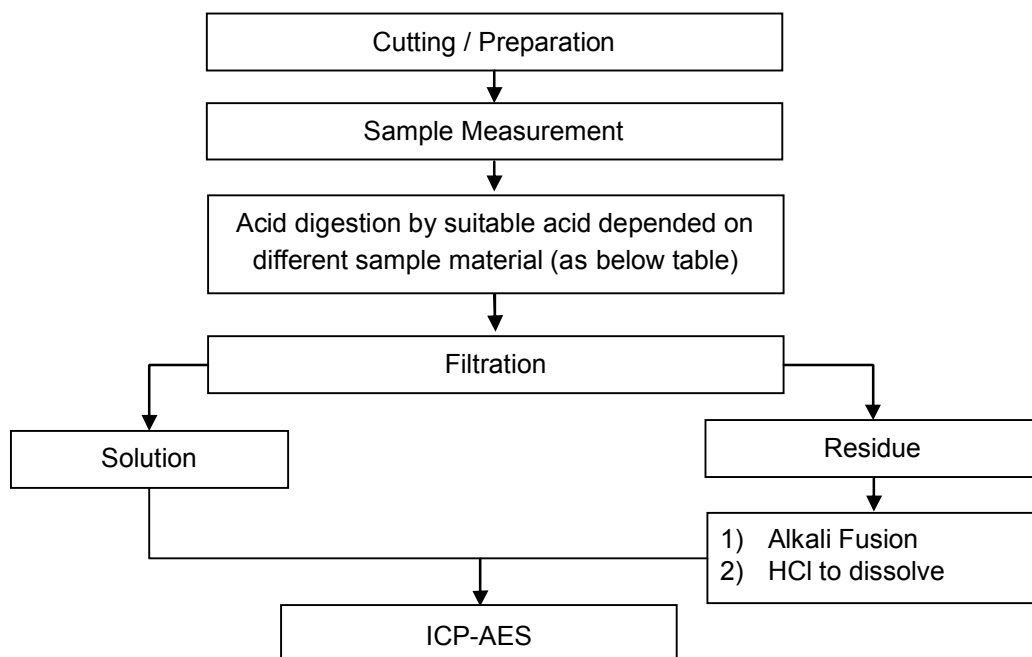 Cutting / Preparation
Sample Measurement
Acid digestion by suitable acid depended on
different sample material (as below table)
Filtration
Solution
Residue
1) Alkali Fusion
2) HCl to dissolve
ICP-AES